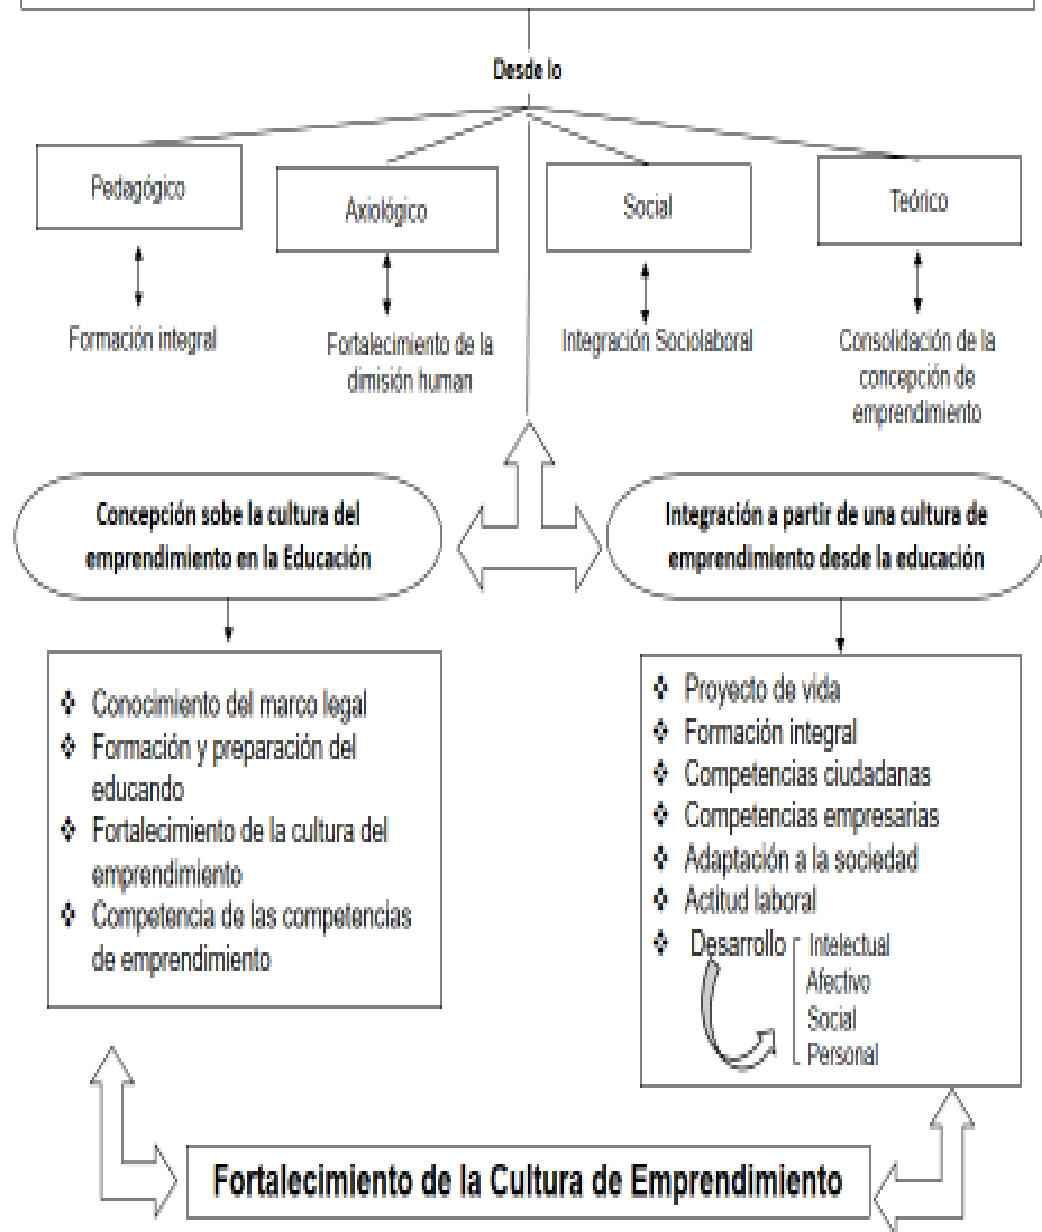 Desde lo
Pedagógico
Axiológico
Social
Teórico
Formación integral
Fortalecimiento de la
dimisión human
Integración Sociolaboral
Consolidación de la
concepción de
emprendimiento
Concepción sobe la cultura del
emprendimiento en la Educación
Integración a partir de una cultura de
emprendimiento desde la educación
❖ Conocimiento del marco legal
❖ Formación y preparación del
educando
❖ Fortalecimiento de la cultura del
emprendimiento
❖ Competencia de las competencias
de emprendimiento
❖ Proyecto de vida
❖ Formación integral
❖ Competencias ciudadanas
❖ Competencias empresarias
❖ Adaptación a la sociedad
❖ Actitud laboral
❖ Desarrollo Intelectual
Afectivo
Social
Personal
Fortalecimiento de la Cultura de Emprendimiento